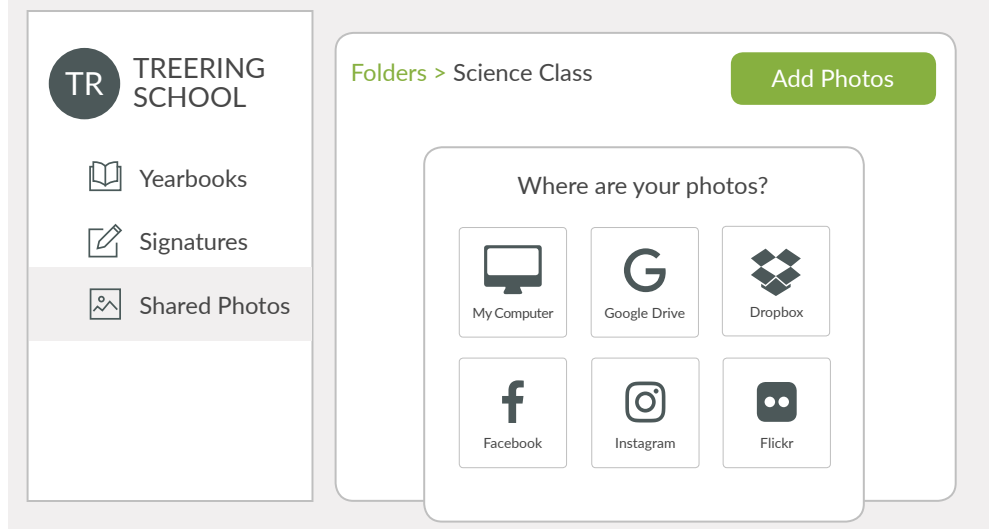 TR
TREERING
SCHOOL
Yearbooks
Signatures
Shared Photos
Folders > Science Class
Add Photos
Where are your photos?
My Computer
Google Drive
Dropbox
Facebook
Instagram
Flickr